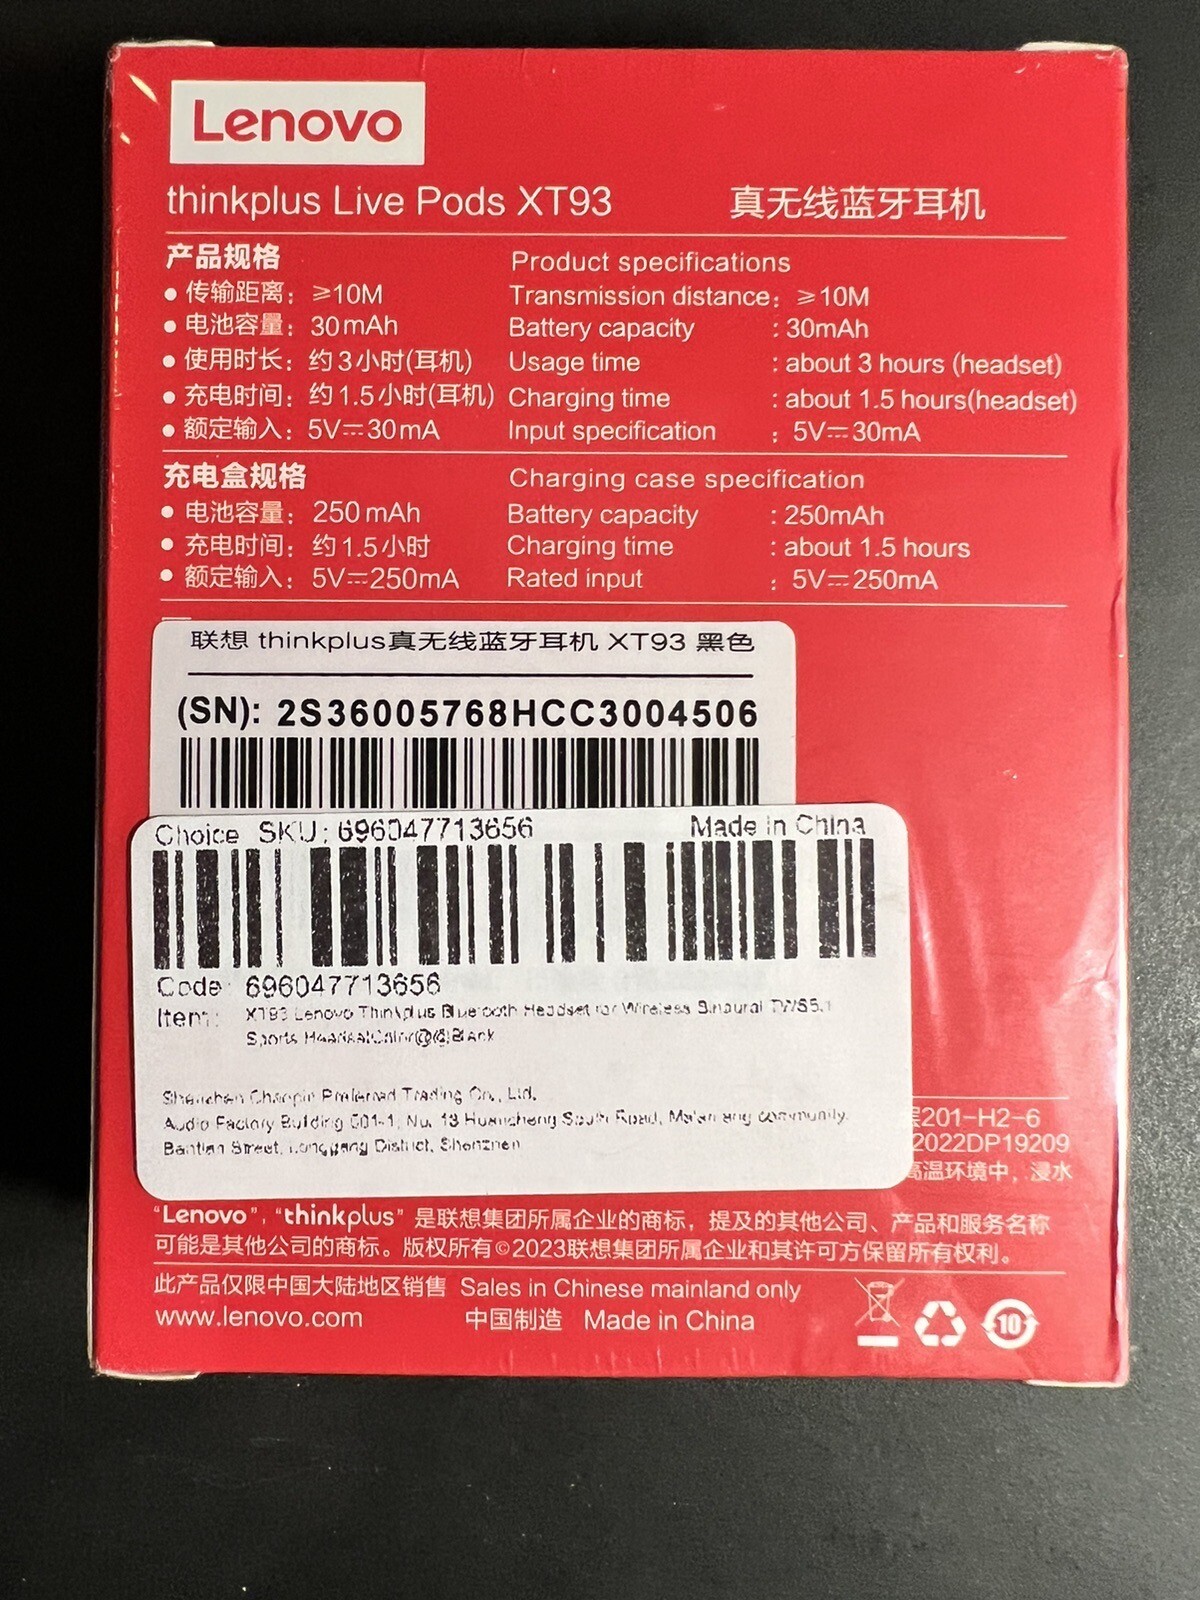 Lenovo
thinkplus Live Pods XT93 真无线蓝牙耳机
产品规格 Product specifications
• 传输距离：≥10M Transmission distance：≥10M
• 电池容量：30mAh Battery capacity : 30mAh
• 使用时长：约3小时(耳机) Usage time : about 3 hours (headset)
• 充电时间：约1.5小时(耳机) Charging time : about 1.5 hours(headset)
• 额定输入：5V⎓30mA Input specification : 5V⎓30mA
充电盒规格 Charging case specification
• 电池容量：250mAh Battery capacity : 250mAh
• 充电时间：约1.5小时 Charging time : about 1.5 hours
• 额定输入：5V⎓250mA Rated input : 5V⎓250mA
联想 thinkplus真无线蓝牙耳机 XT93 黑色
(SN): 2S36005768HCC3004506
Choice SKU: 696047713656 Made in China
Code: 696047713656
Item: XT93 Lenovo Thinkplus Bluetooth Headset for Wireless Binaural TWS5.1
Sports Black
Preferred Trading Co., Ltd.
Audio Factory Building No. 13 South Road, community,
Bantian Street, Longgang District, Shenzhen
201-H2-6
2022DP19209
高温环境中，浸水
“Lenovo”，“thinkplus” 是联想集团所属企业的商标，提及的其他公司、产品和服务名称
可能是其他公司的商标。版权所有©2023联想集团所属企业和其许可方保留所有权利。
此产品仅限中国大陆地区销售 Sales in Chinese mainland only
www.lenovo.com 中国制造 Made in China
10